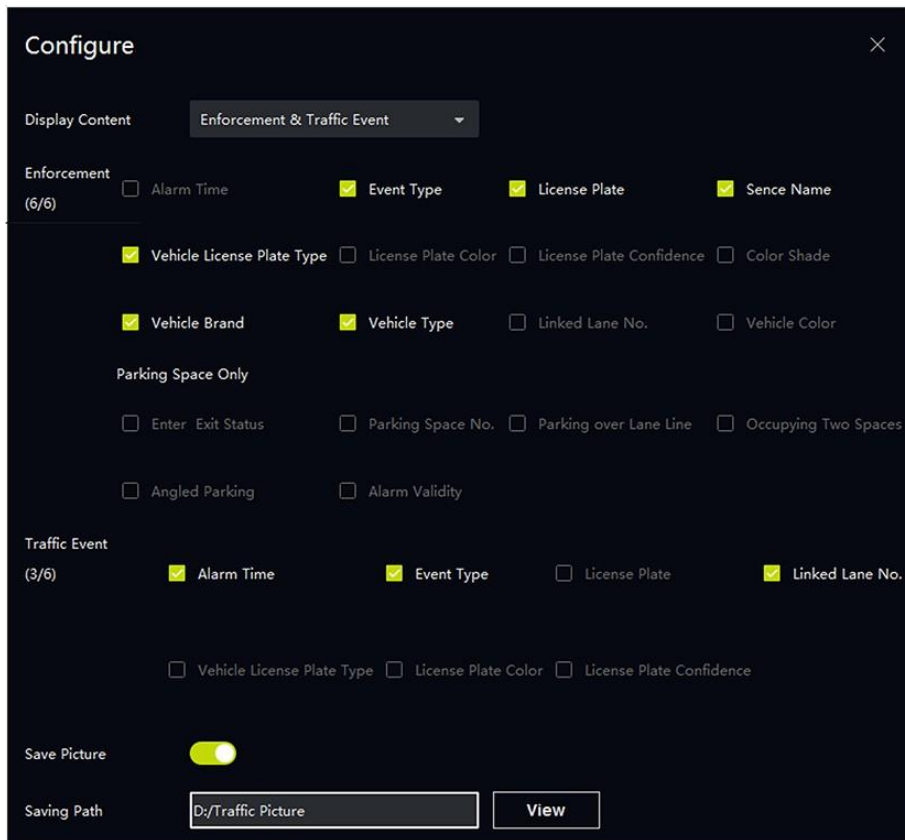 Configure
Display Content Enforcement & Traffic Event
Enforcement
(6/6)
Alarm Time Event Type License Plate Sence Name
Vehicle License Plate Type License Plate Color License Plate Confidence Color Shade
Vehicle Brand Vehicle Type Linked Lane No. Vehicle Color
Parking Space Only
Enter Exit Status Parking Space No. Parking over Lane Line Occupying Two Spaces
Angled Parking Alarm Validity
Traffic Event
(3/6)
Alarm Time Event Type License Plate Linked Lane No.
Vehicle License Plate Type License Plate Color License Plate Confidence
Save Picture
Saving Path D:/Traffic Picture View